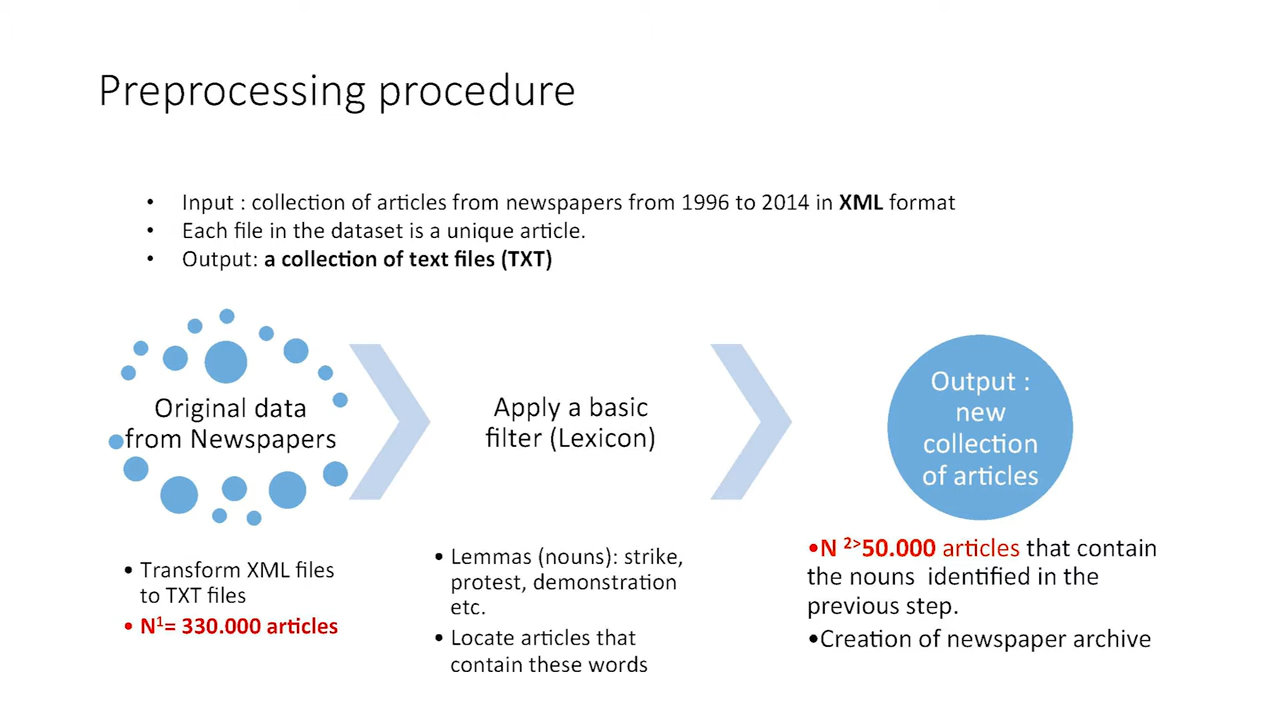 Preprocessing procedure
• Input : collection of articles from newspapers from 1996 to 2014 in XML format
• Each file in the dataset is a unique article.
• Output: a collection of text files (TXT)
Original data
from Newspapers
• Transform XML files
to TXT files
• N¹= 330.000 articles
Apply a basic
filter (Lexicon)
• Lemmas (nouns): strike,
protest, demonstration
etc.
• Locate articles that
contain these words
Output :
new
collection
of articles
•N ²>50.000 articles that contain
the nouns identified in the
previous step.
•Creation of newspaper archive